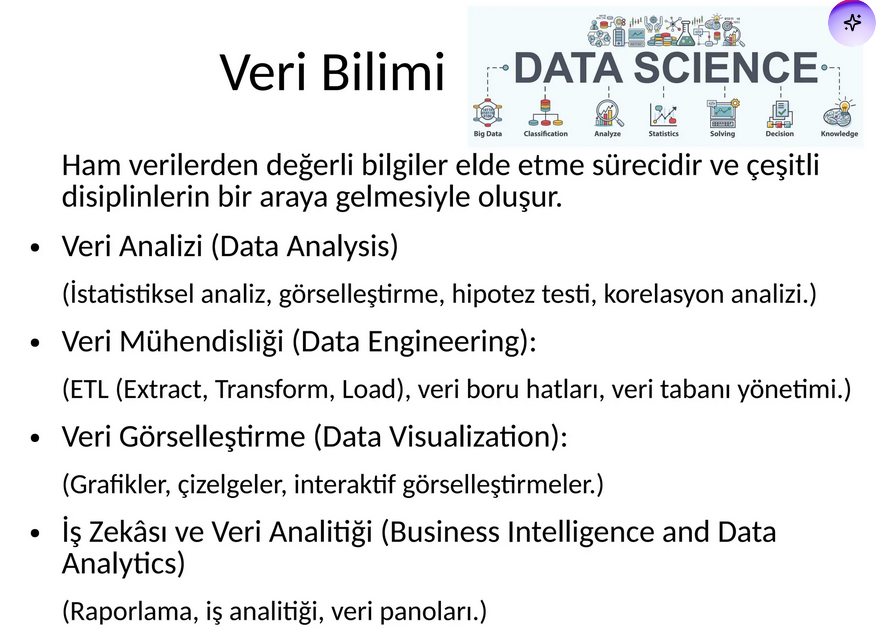 Veri Bilimi
DATA SCIENCE
Big Data
Classification
Analyze
Statistics
Solving
Decision
Knowledge
Ham verilerden değerli bilgiler elde etme sürecidir ve çeşitli
disiplinlerin bir araya gelmesiyle oluşur.
• Veri Analizi (Data Analysis)
(İstatistiksel analiz, görselleştirme, hipotez testi, korelasyon analizi.)
• Veri Mühendisliği (Data Engineering):
(ETL (Extract, Transform, Load), veri boru hatları, veri tabanı yönetimi.)
• Veri Görselleştirme (Data Visualization):
(Grafikler, çizelgeler, interaktif görselleştirmeler.)
• İş Zekâsı ve Veri Analitiği (Business Intelligence and Data
Analytics)
(Raporlama, iş analitiği, veri panoları.)